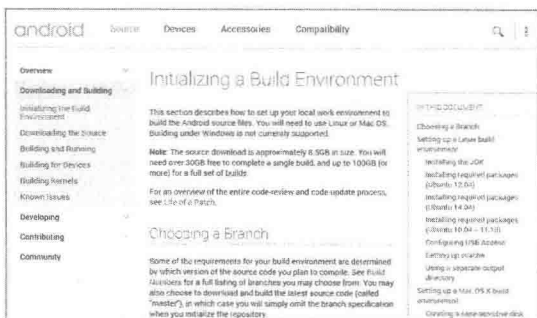 android
Source
Devices
Accessories
Compatibility
Overview
Downloading and Building
Initializing the Build
Environment
Downloading the Source
Building and Running
Building for Devices
Building Kernels
Known Issues
Developing
Contributing
Community
Initializing a Build Environment
This section describes how to set up your local work environment to
build the Android source files. You will need to use Linux or Mac OS.
Building under Windows is not currently supported.
Note: The source download is approximately 8.5GB in size. You will
need over 30GB free to complete a single build, and up to 100GB (or
more) for a full set of builds.
For an overview of the entire code-review and code-update process,
see Life of a Patch.
Choosing a Branch
Some of the requirements for your build environment are determined
by which version of the source code you plan to compile. See Build
Numbers for a full listing of branches you may choose from. You may
also choose to download and build the latest source code (called
"master"), in which case you will simply omit the branch specification
when you initialize the repository.
IN THIS DOCUMENT
Choosing a Branch
Setting up a Linux build
environment
Installing the JDK
Installing required packages
(Ubuntu 12.04)
Installing required packages
(Ubuntu 14.04)
Installing required packages
(Ubuntu 10.04 – 11.10)
Configuring USB Access
Setting up ccache
Using a separate output
directory
Setting up a Mac OS X build
environment
Creating a case-sensitive disk